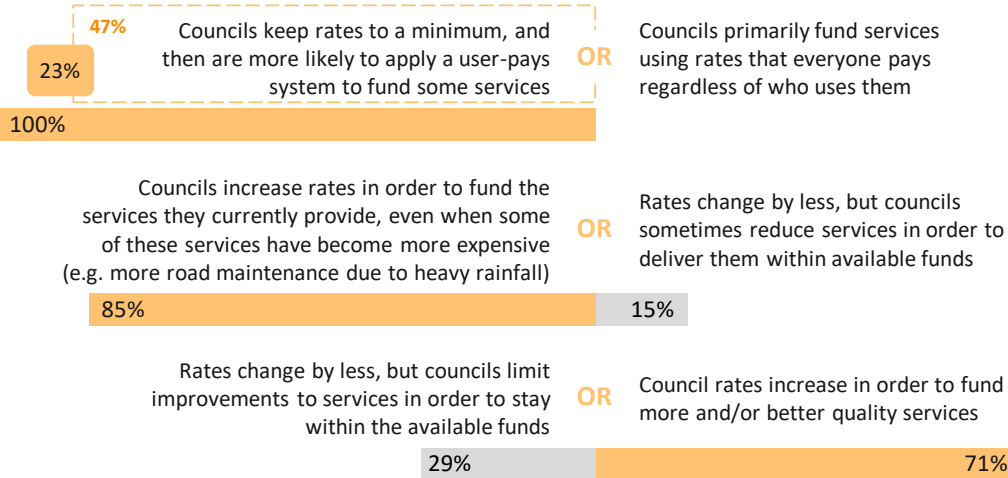 47%
23%
Councils keep rates to a minimum, and
then are more likely to apply a user-pays
system to fund some services
OR
Councils primarily fund services
using rates that everyone pays
regardless of who uses them
100%
Councils increase rates in order to fund the
services they currently provide, even when some
of these services have become more expensive
(e.g. more road maintenance due to heavy rainfall)
OR
Rates change by less, but councils
sometimes reduce services in order to
deliver them within available funds
85%
15%
Rates change by less, but councils limit
improvements to services in order to stay
within the available funds
OR
Council rates increase in order to fund
more and/or better quality services
29%
71%